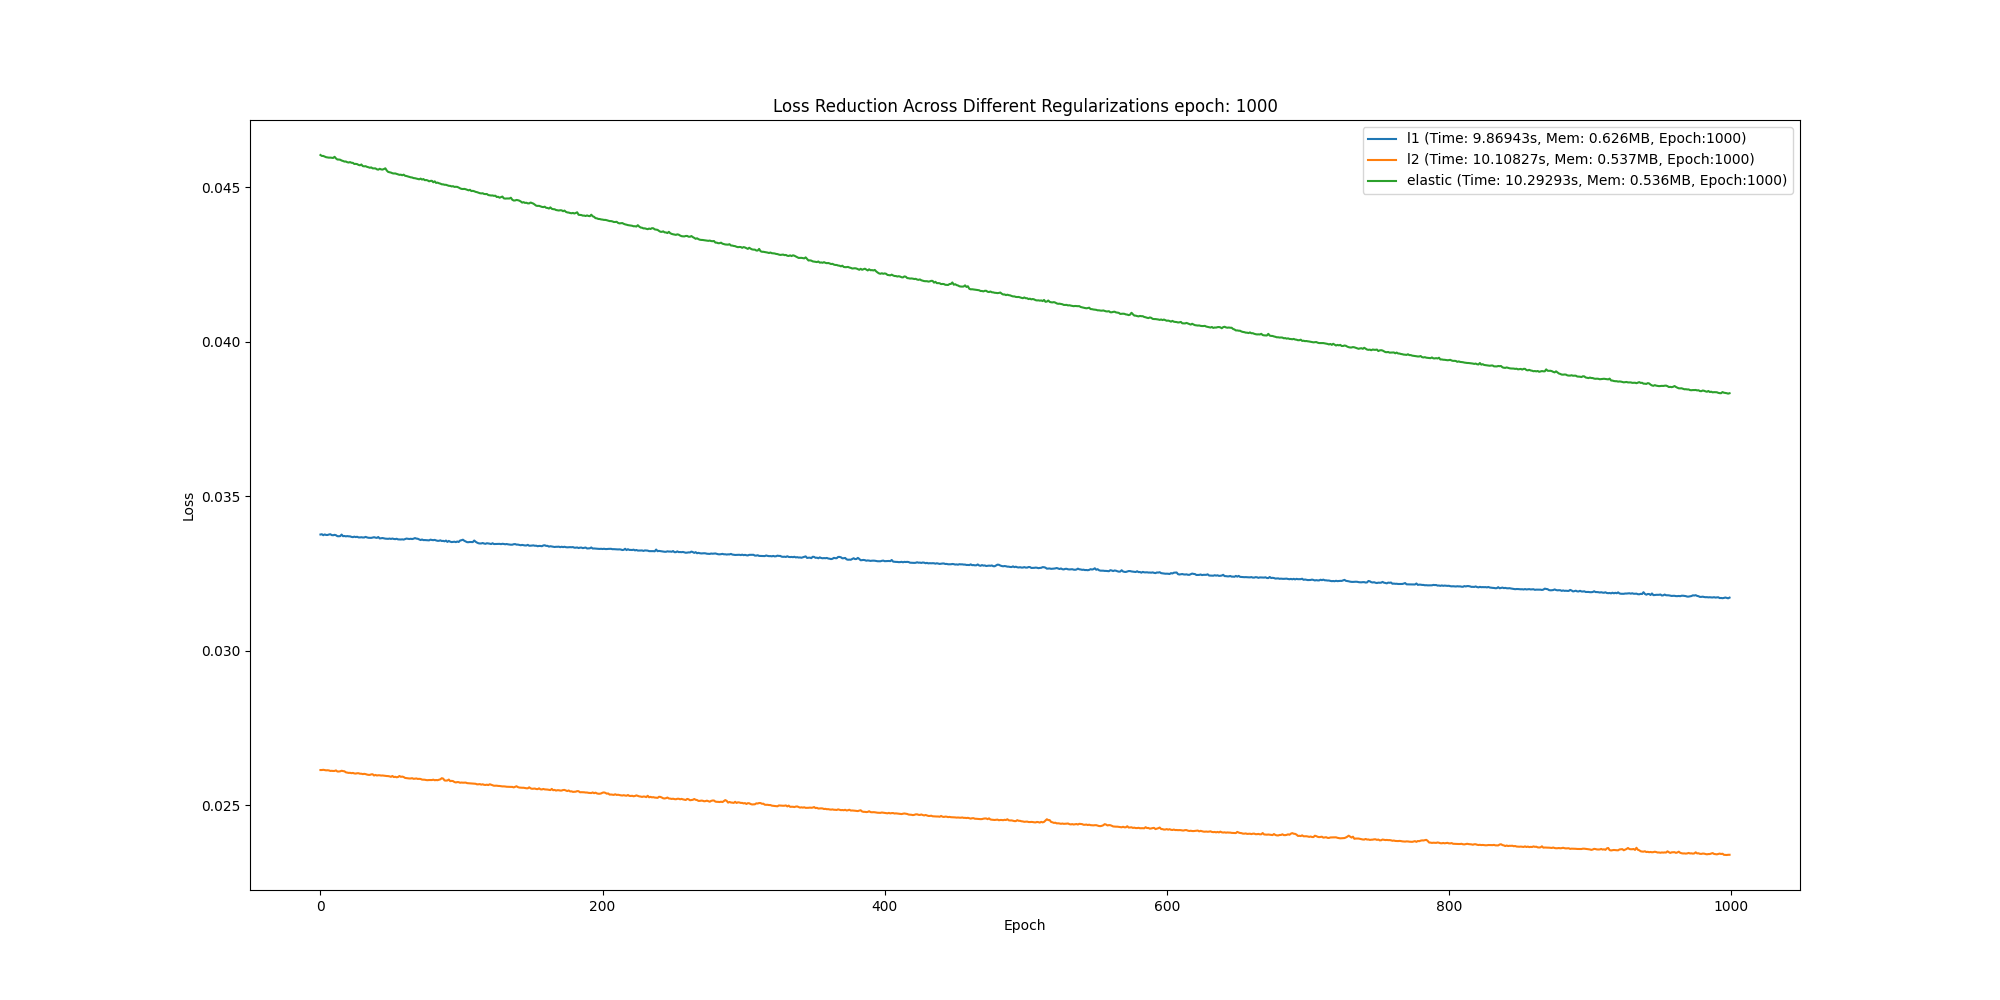 Loss Reduction Across Different Regularizations epoch: 1000
l1 (Time: 9.86943s, Mem: 0.626MB, Epoch:1000)
l2 (Time: 10.10827s, Mem: 0.537MB, Epoch:1000)
elastic (Time: 10.29293s, Mem: 0.536MB, Epoch:1000)
0.045
0.040
0.035
0.030
0.025
Loss
0 200 400 600 800 1000
Epoch